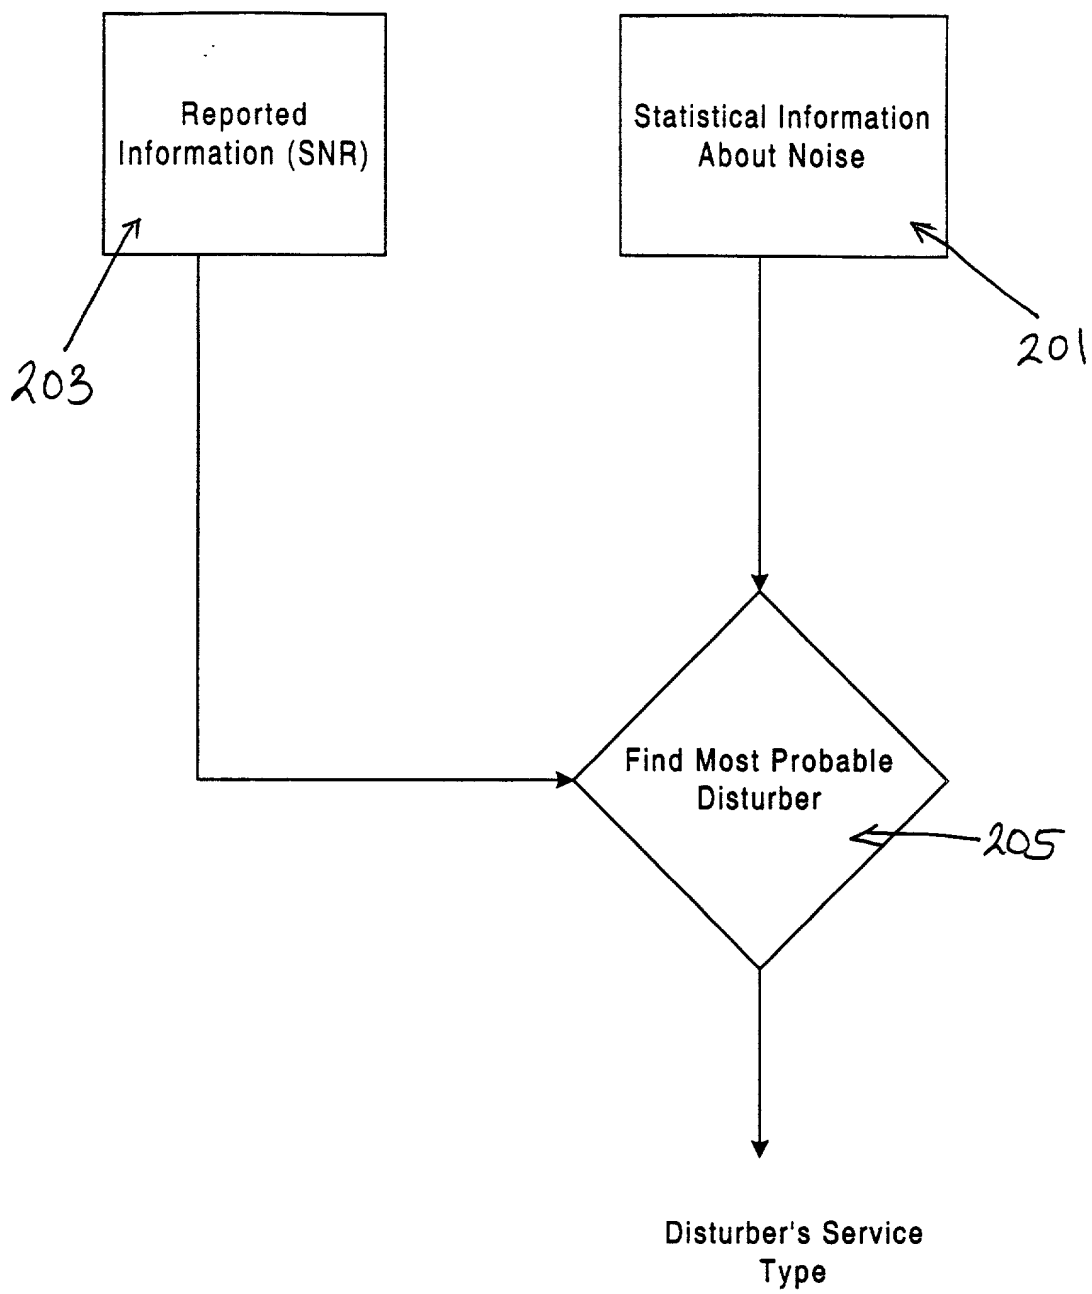 Reported
Information (SNR)
Statistical Information
About Noise
203
201
Find Most Probable
Disturber
205
Disturber's Service
Type